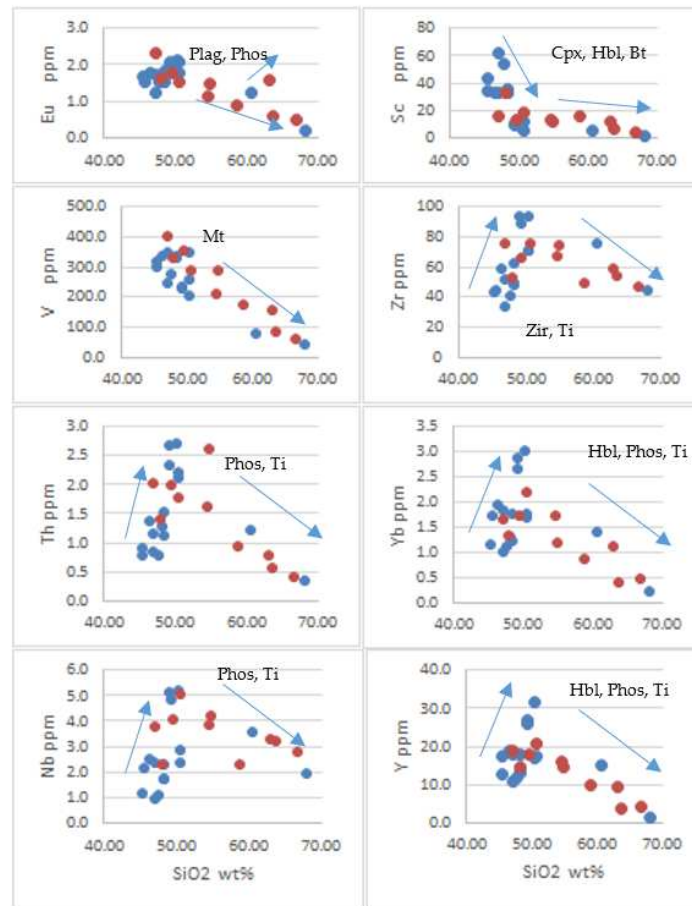 Eu ppm
3.0
2.0
1.0
0.0
40.00 50.00 60.00 70.00
Plag, Phos
Sc ppm
80
60
40
20
0
40.00 50.00 60.00 70.00
Cpx, Hbl, Bt
V ppm
500.0
400.0
300.0
200.0
100.0
0.0
40.00 50.00 60.00 70.00
Mt
Zr ppm
100
80
60
40
20
0
40.00 50.00 60.00 70.00
Zir, Ti
Th ppm
3.0
2.5
2.0
1.5
1.0
0.5
0.0
40.00 50.00 60.00 70.00
Phos, Ti
Yb ppm
3.5
3.0
2.5
2.0
1.5
1.0
0.5
0.0
40.00 50.00 60.00 70.00
Hbl, Phos, Ti
Nb ppm
6.0
5.0
4.0
3.0
2.0
1.0
0.0
40.00 50.00 60.00 70.00
SiO2 wt%
Phos, Ti
Y ppm
40.0
30.0
20.0
10.0
0.0
40.00 50.00 60.00 70.00
SiO2 wt%
Hbl, Phos, Ti